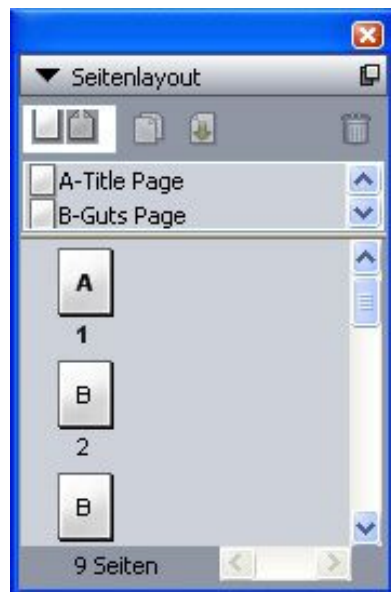 Seitenlayout
A-Title Page
B-Guts Page
A
1
B
2
B
9 Seiten